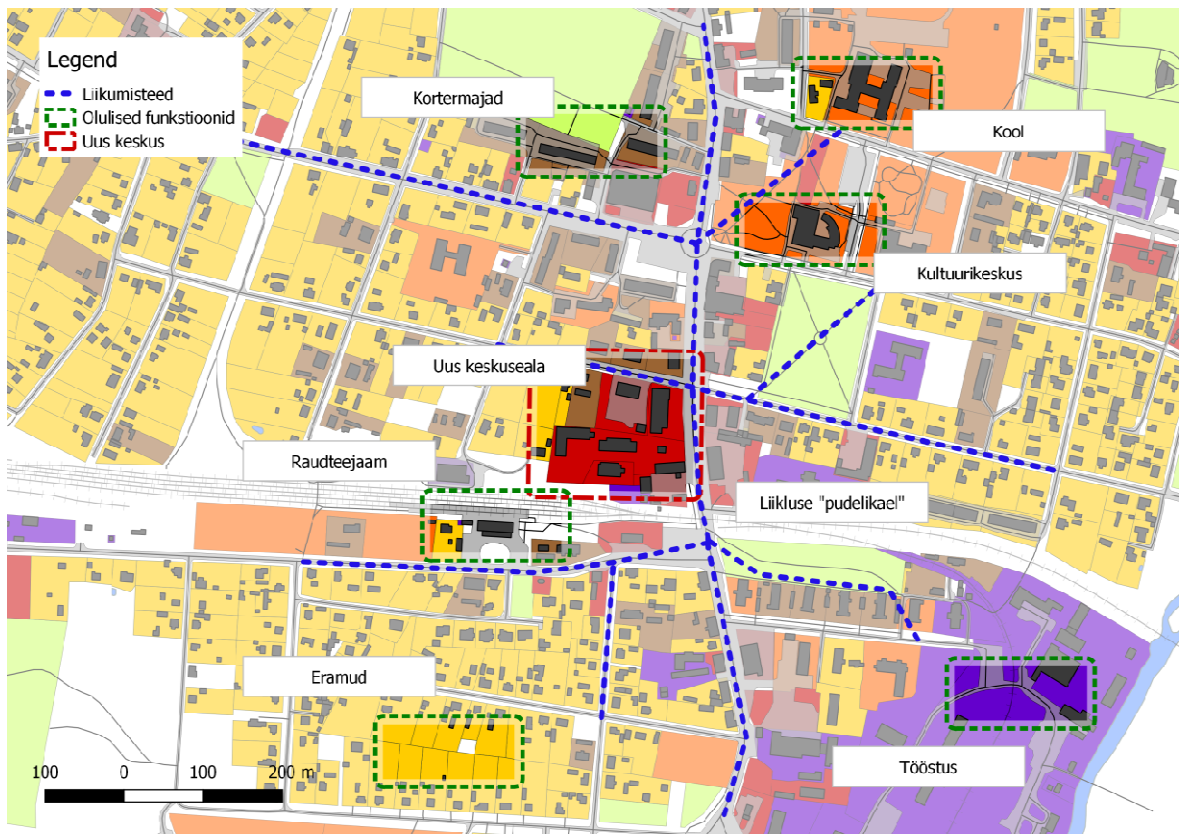 Legend
Liikumisteed
Olulised funkstioonid
Uus keskus
Kortermajad
Kool
Kultuurikeskus
Uus keskuseala
Raudteejaam
Liikluse "pudelikael"
Eramud
Tööstus
100 0 100 200 m